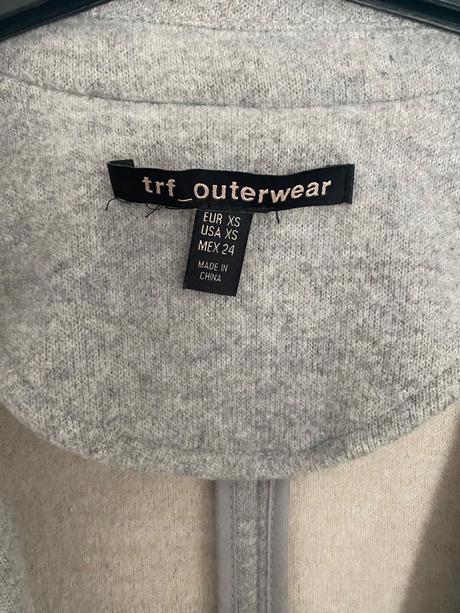 trf_outerwear
EUR XS
USA XS
MEX 24
MADE IN
CHINA